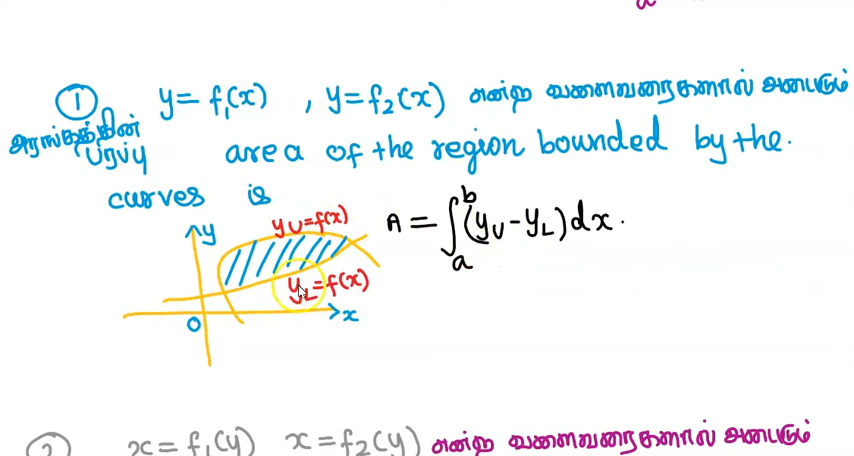 ① y = f₁(x) , y = f₂(x) என்ற வளைவரைகளால் அடைபடும்
அரங்கத்தின் பரப்பு area of the region bounded by the
curves is
y yU = f(x) A = ∫ₐᵇ (yU - yL) dx.
yL = f(x)
O x
2 x = f₁(y) x = f₂(y) என்ற வளைவரைகளால் அடைபடும்